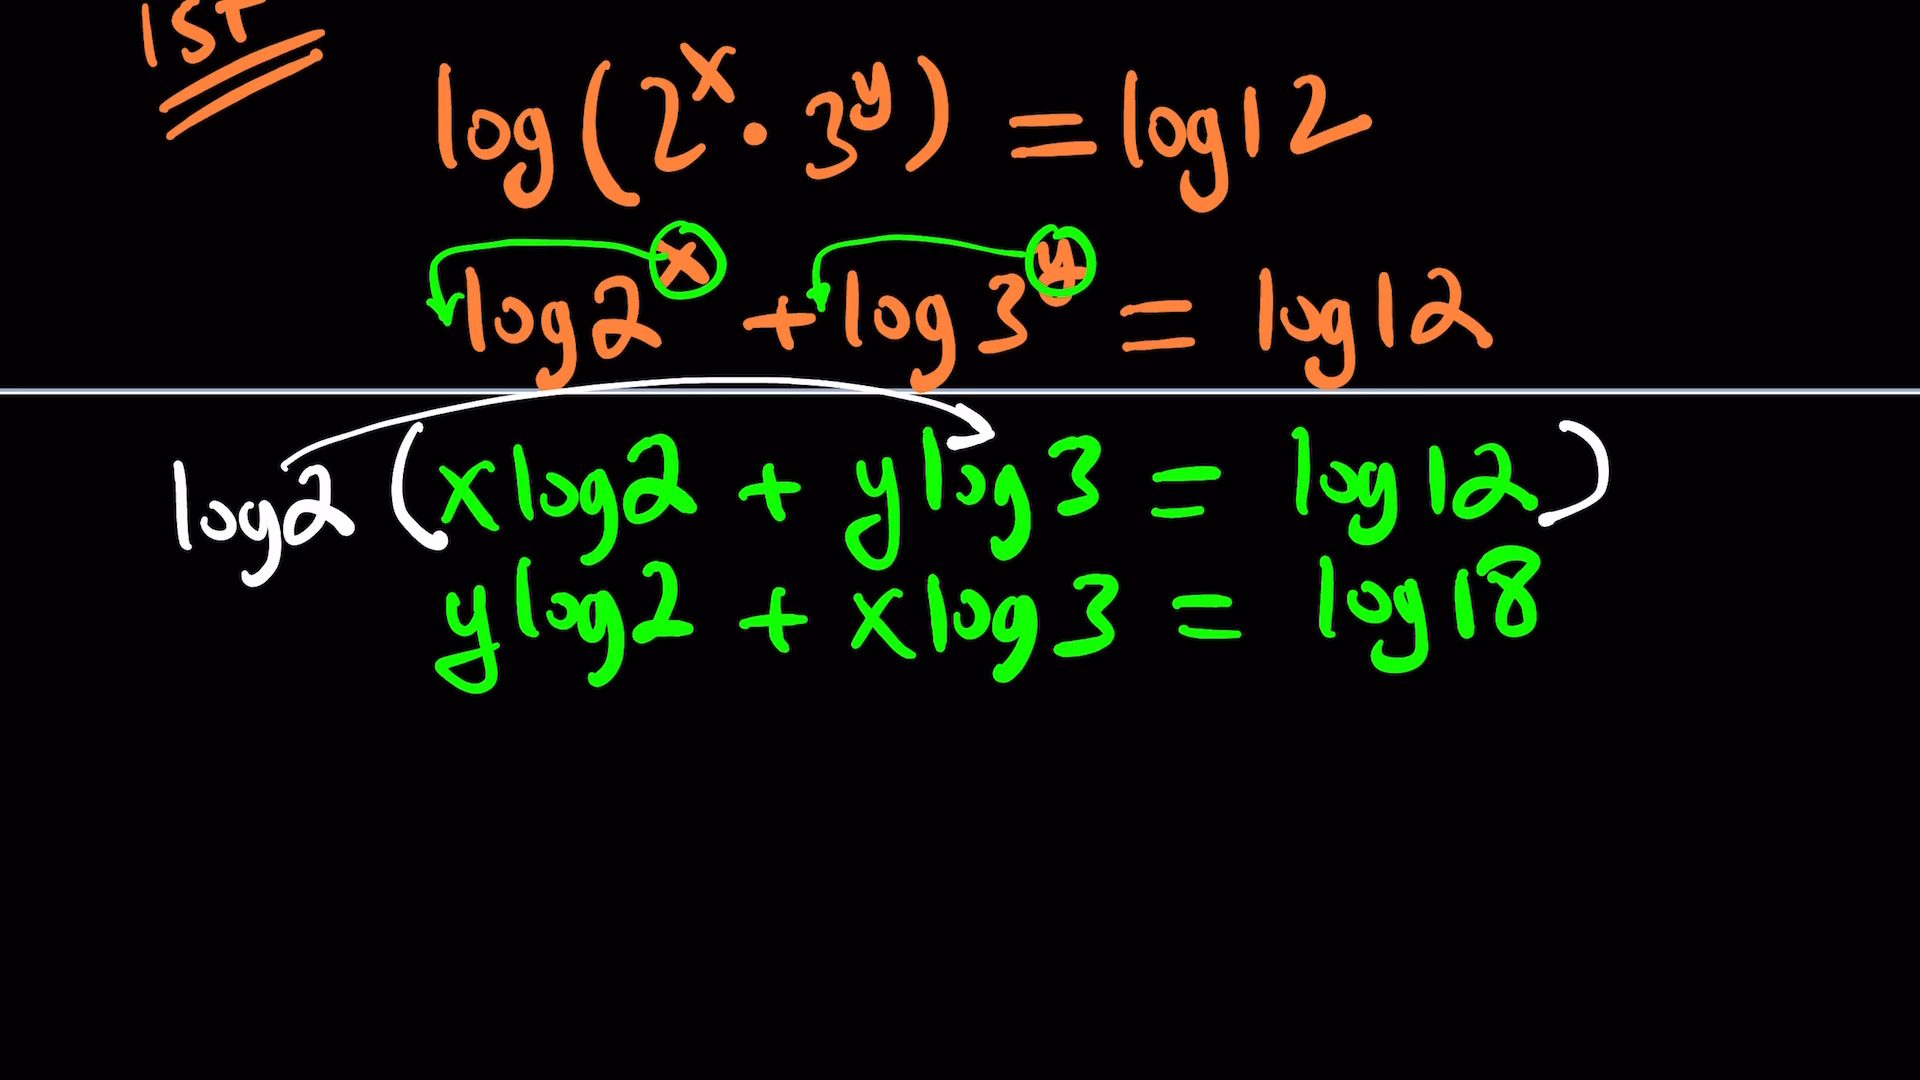 1st
log(2^x · 3^y) = log12
log2^x + log3^y = log12
log2 (xlog2 + ylog3 = log12)
ylog2 + xlog3 = log18